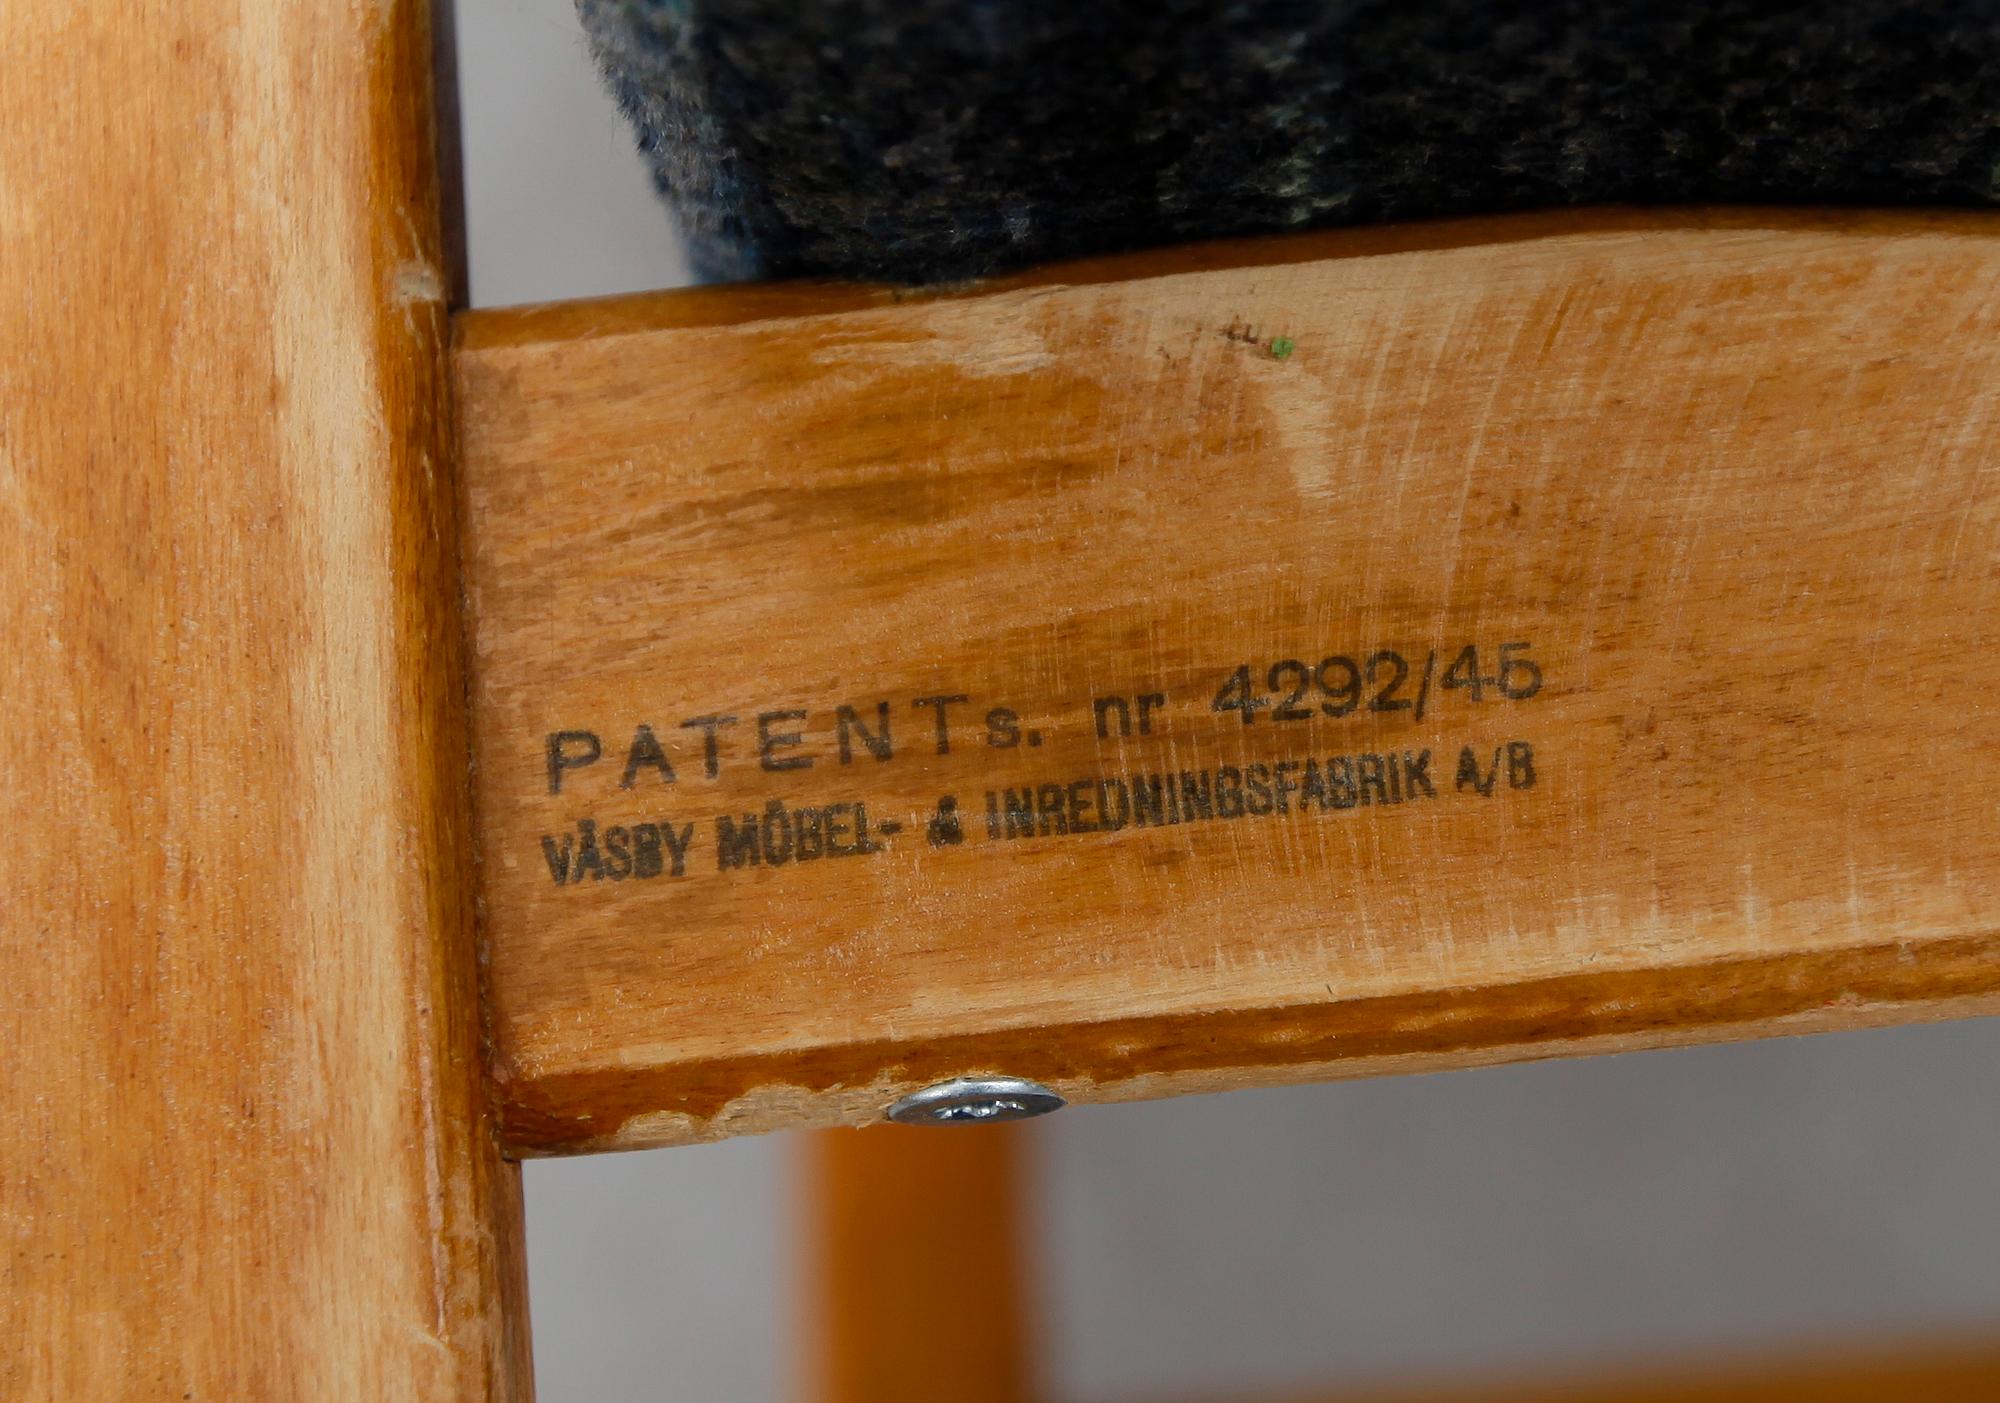 PATENTs. nr 4292/45
VÄSBY MÖBEL- & INREDNINGSFABRIK A/B